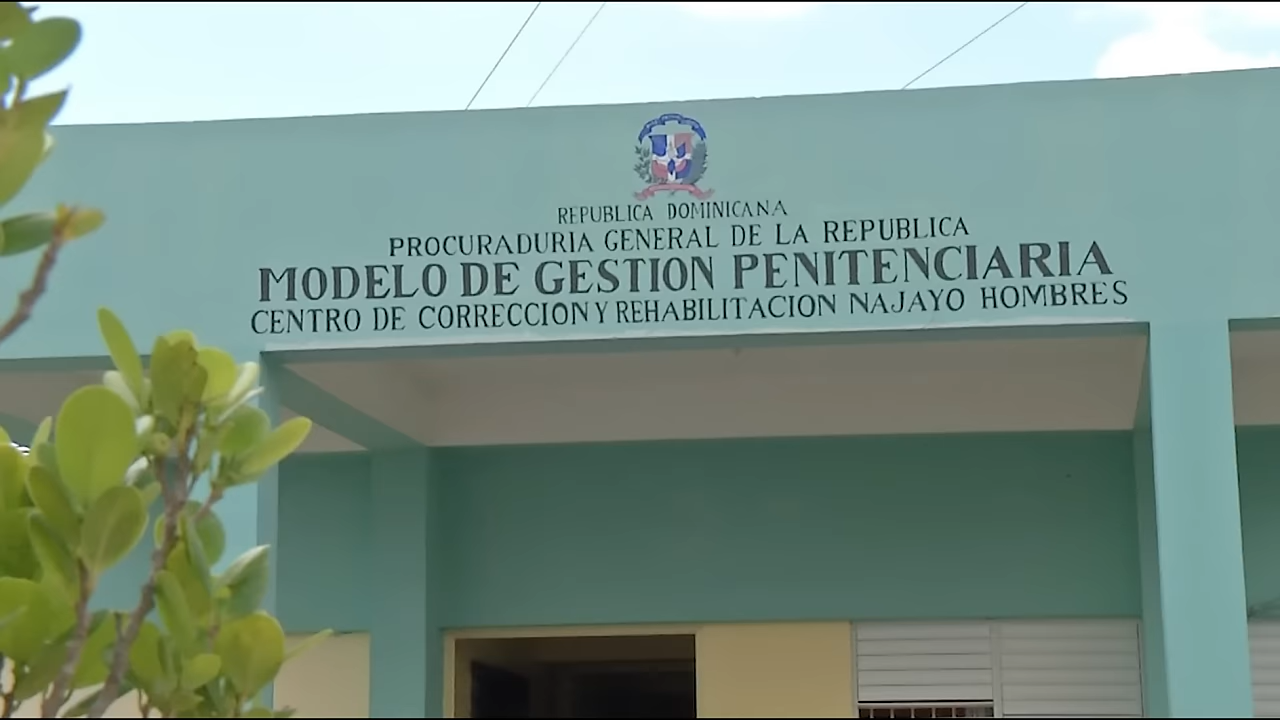 REPUBLICA DOMINICANA
PROCURADURIA GENERAL DE LA REPUBLICA
MODELO DE GESTION PENITENCIARIA
CENTRO DE CORRECCION Y REHABILITACION NAJAYO HOMBRES